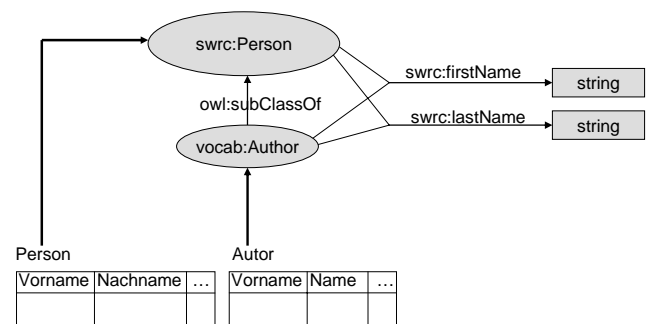 swrc:Person
swrc:firstName
string
owl:subClassOf
swrc:lastName
string
vocab:Author
Person
Autor
Vorname Nachname ...
Vorname Name ...